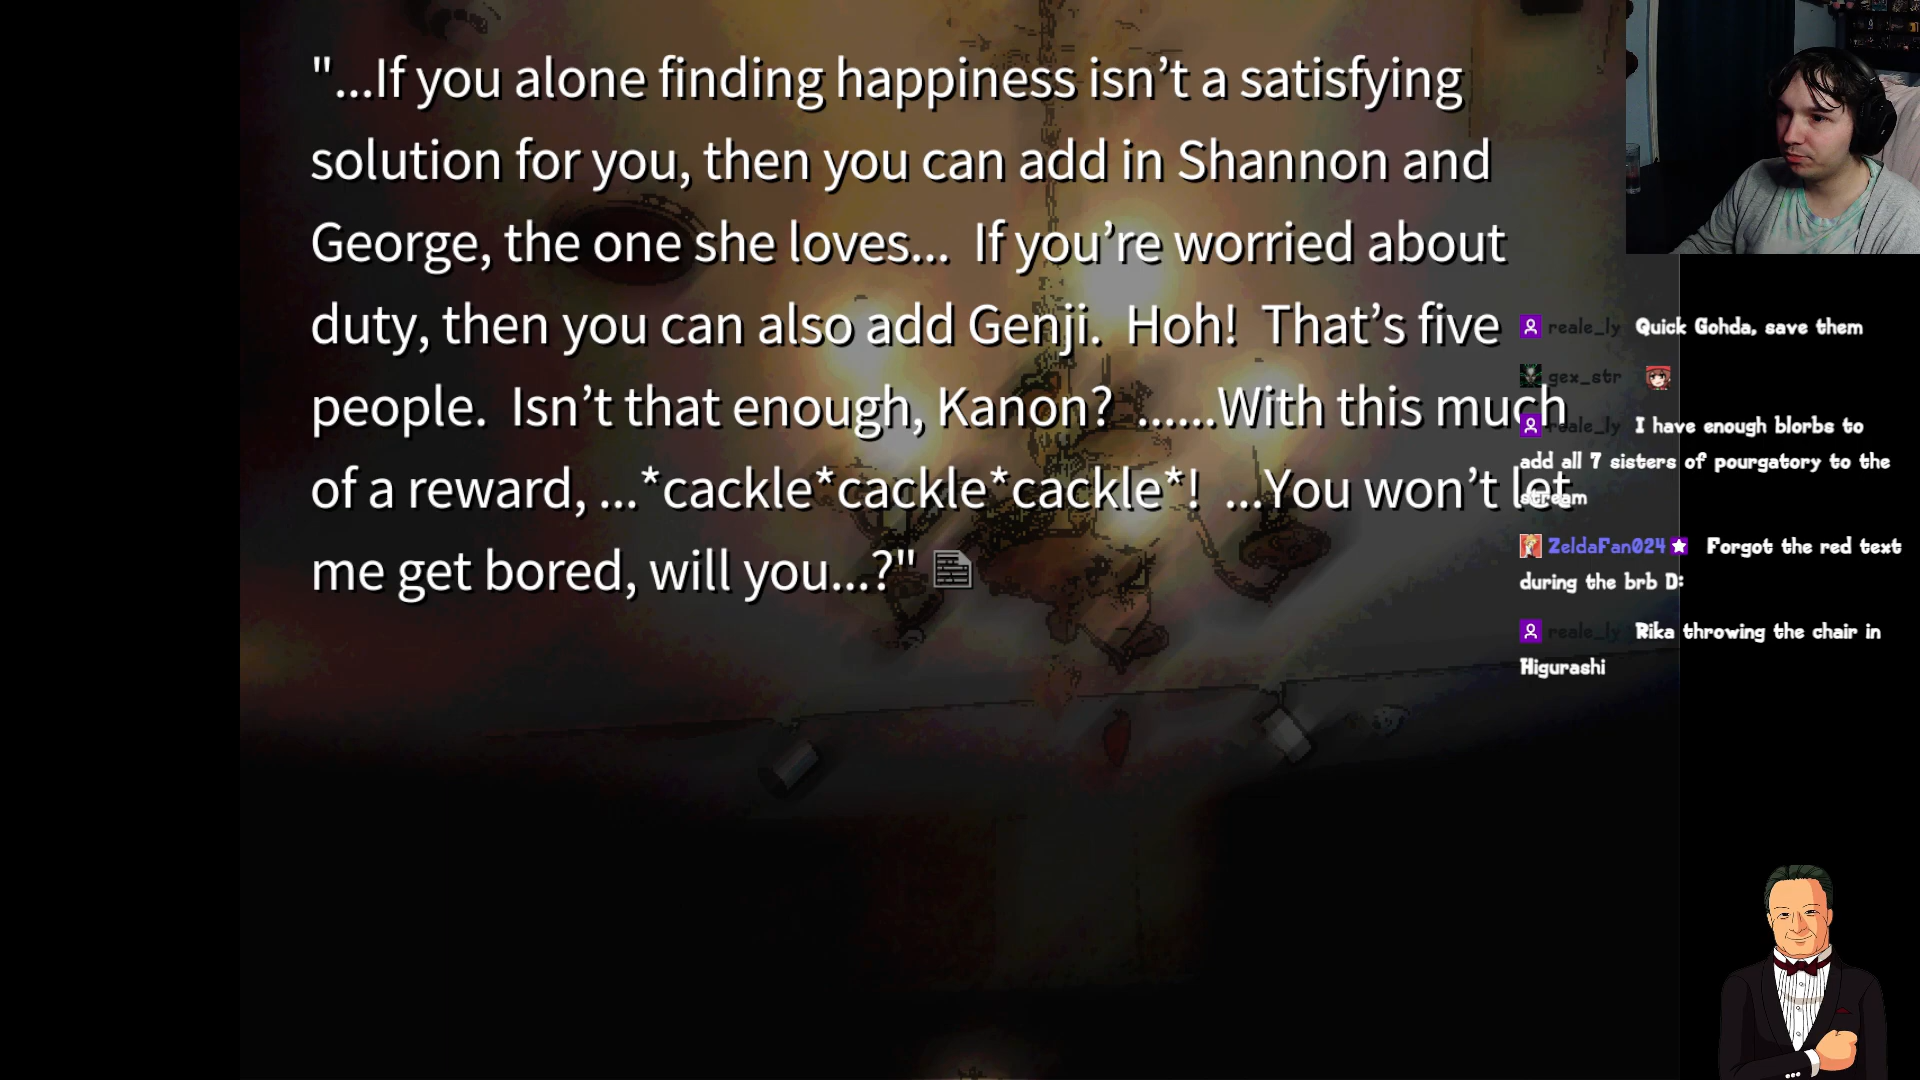 "...If you alone finding happiness isn’t a satisfying
solution for you, then you can add in Shannon and
George, the one she loves...  If you’re worried about
duty, then you can also add Genji.  Hoh!  That’s five
people.  Isn’t that enough, Kanon?  ......With this much
of a reward, ...*cackle*cackle*cackle*!  ...You won’t let
me get bored, will you...?"
reale_ly Quick Gohda, save them
gex_str
reale_ly I have enough blorbs to
add all 7 sisters of pourgatory to the
stream
ZeldaFan024 Forgot the red text
during the brb D:
reale_ly Rika throwing the chair in
Higurashi